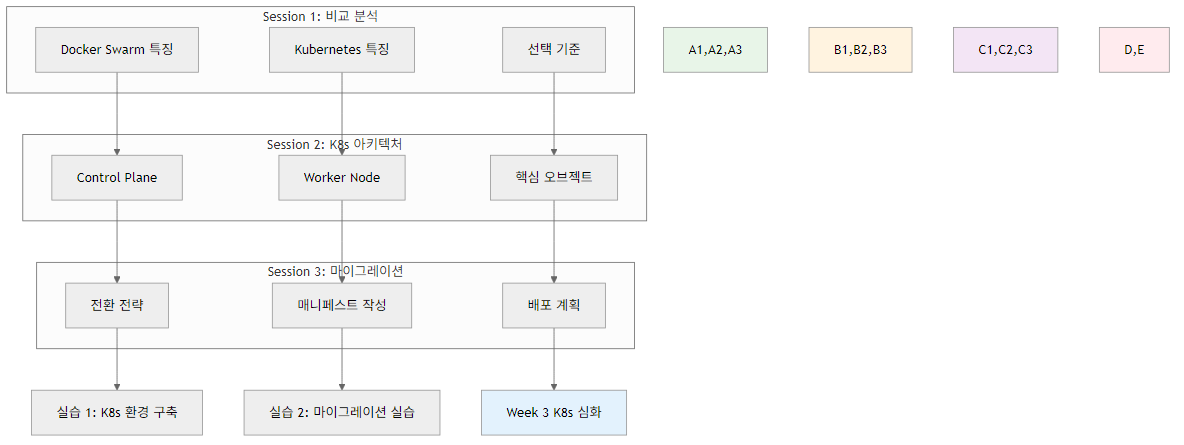 Session 1: 비교 분석
Docker Swarm 특징
Kubernetes 특징
선택 기준
A1,A2,A3
B1,B2,B3
C1,C2,C3
D,E
Session 2: K8s 아키텍처
Control Plane
Worker Node
핵심 오브젝트
Session 3: 마이그레이션
전환 전략
매니페스트 작성
배포 계획
실습 1: K8s 환경 구축
실습 2: 마이그레이션 실습
Week 3 K8s 심화